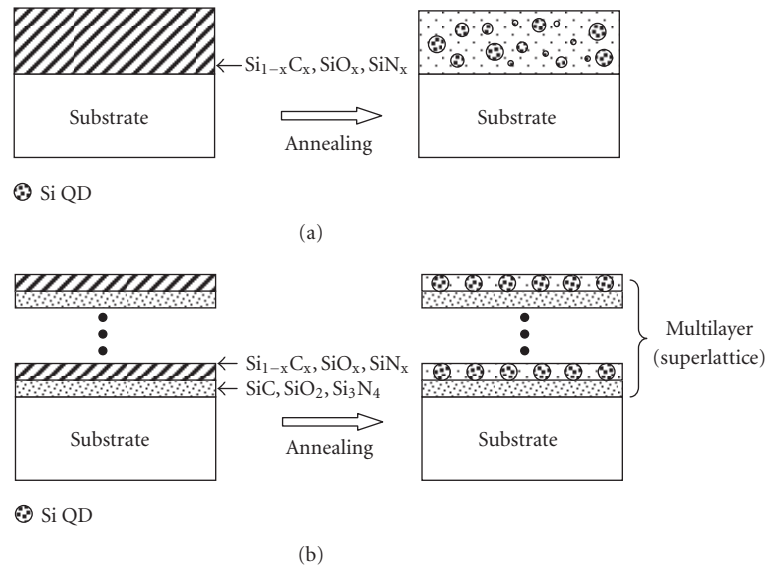 Si₁₋ₓCₓ, SiOₓ, SiNₓ
Substrate
Annealing
Substrate
Si QD
(a)
Si₁₋ₓCₓ, SiOₓ, SiNₓ
SiC, SiO₂, Si₃N₄
Multilayer
(superlattice)
Substrate
Annealing
Substrate
Si QD
(b)